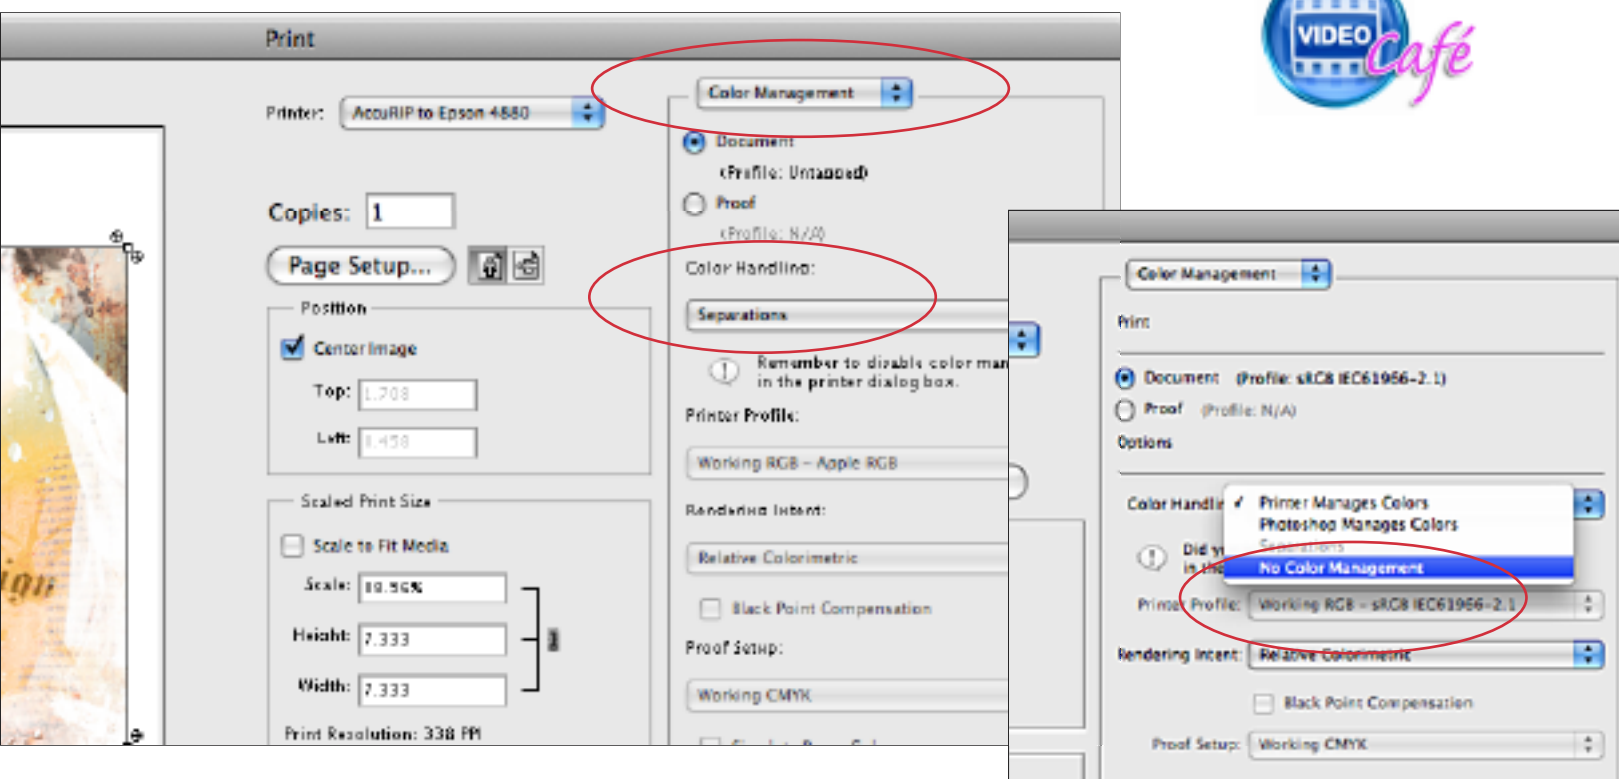 VIDEO
Café
Print
Printer: AccuRIP to Epson 4880
Copies: 1
Page Setup...
Position
Center Image
Top: 1.708
Left:
Scaled Print Size
Scale to Fit Media
Scale:
Height: 7.333
Width: 7.333
Print Resolution: 338 PPI
Color Management
Document
(Profile: Untagged)
Proof
(Profile: N/A)
Color Handling:
Separations
Remember to disable color man
in the printer dialog box.
Printer Profile:
Working RGB - Apple RGB
Rendering Intent:
Relative Colorimetric
Black Point Compensation
Proof Setup:
Working CMYK
Color Management
Print
Document (Profile: sRGB IEC61966-2.1)
Proof (Profile: N/A)
Options
Color Handlin ✓ Printer Manages Colors
Photoshop Manages Colors
Separations
No Color Management
Did y
in the
Printer Profile: Working RGB - sRGB IEC61966-2.1
Rendering Intent: Relative Colorimetric
Black Point Compensation
Proof Setup: Working CMYK